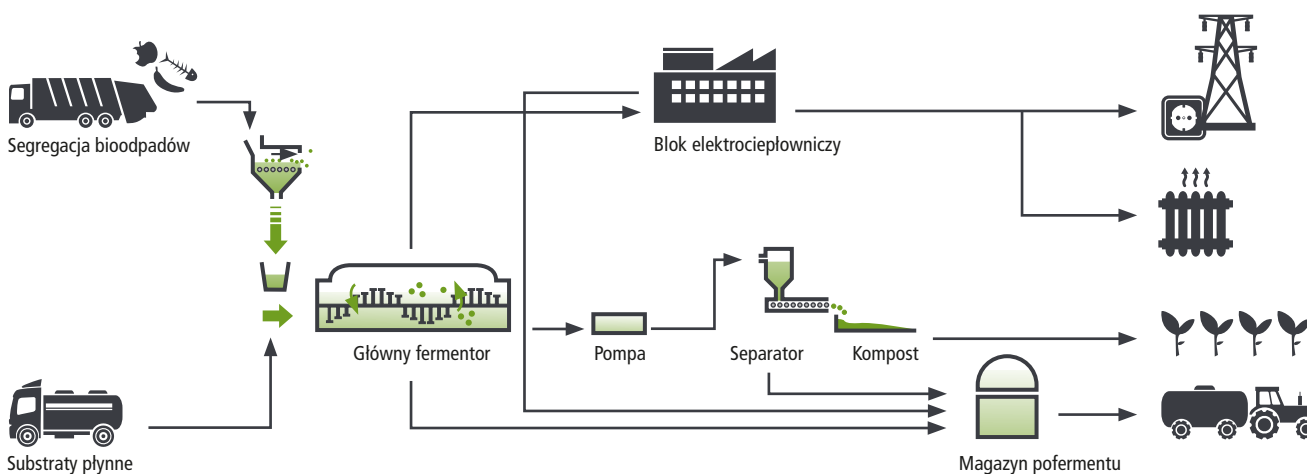 Segregacja bioodpadów
Blok elektrociepłowniczy
Główny fermentor
Pompa
Separator
Kompost
Substraty płynne
Magazyn pofermentu